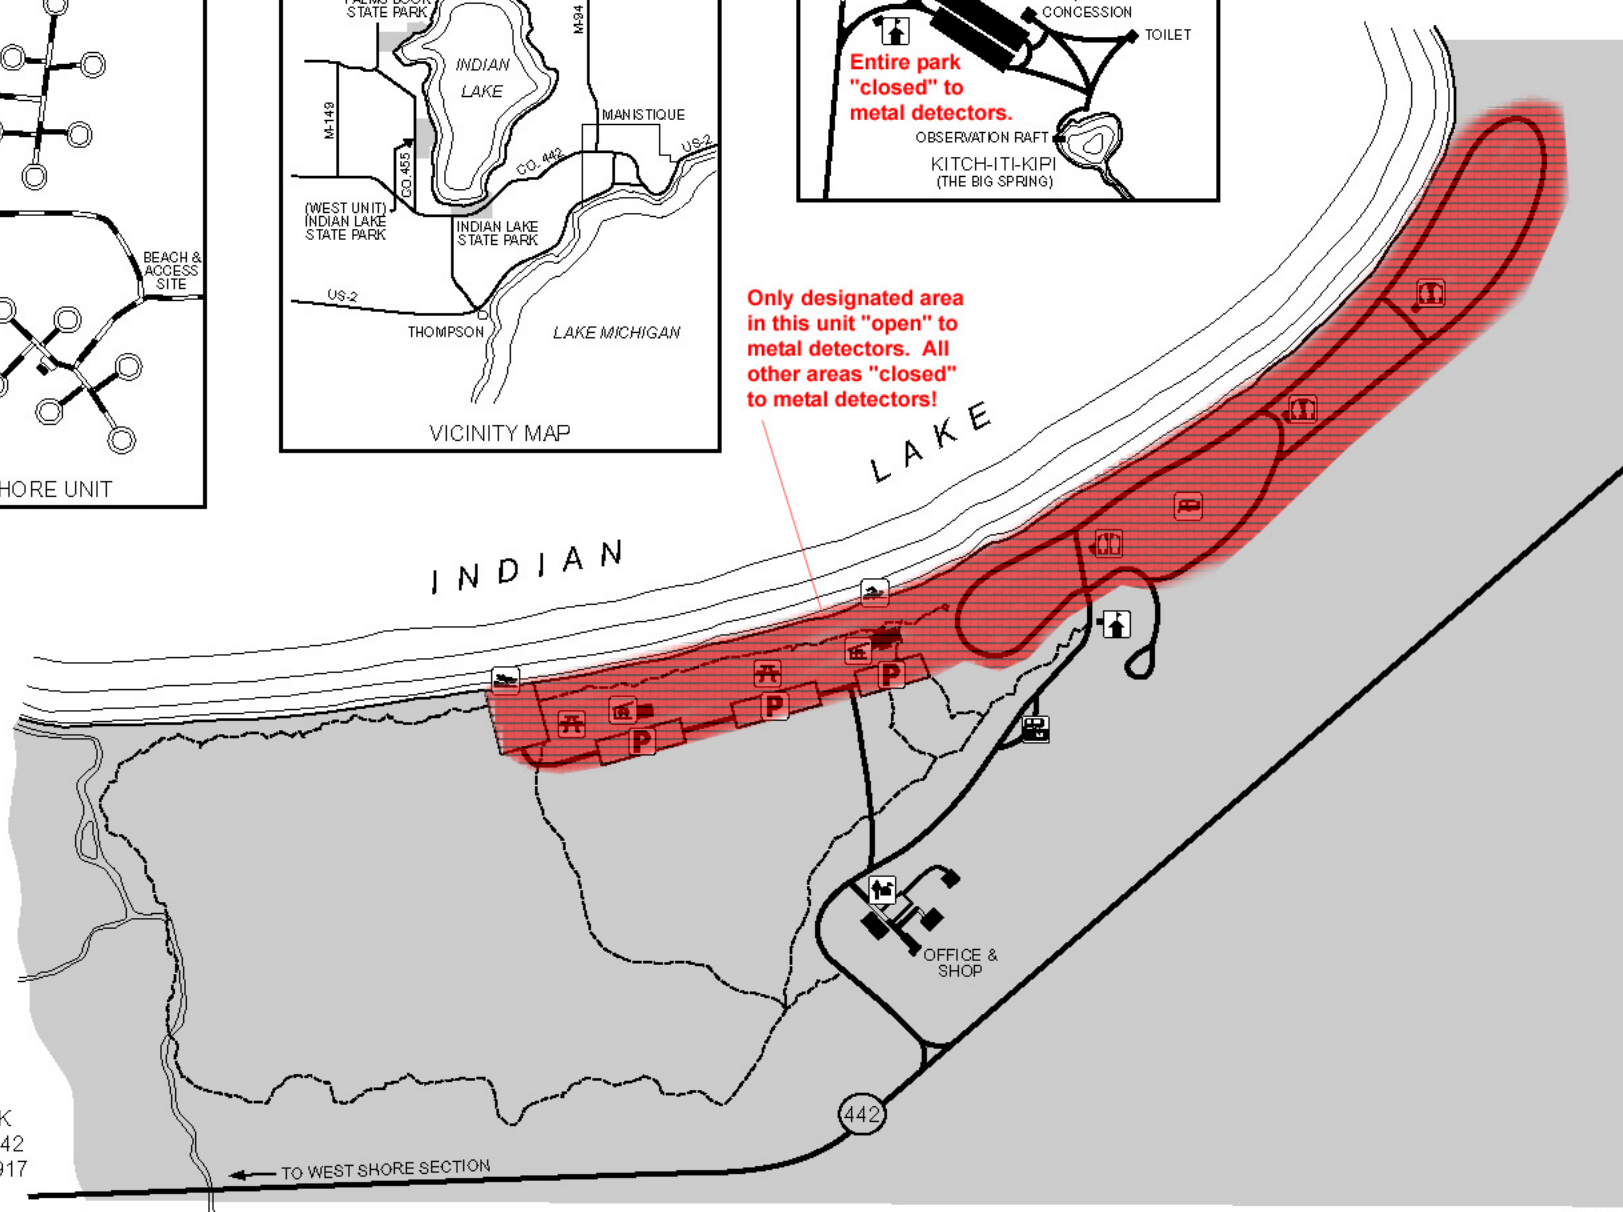 BEACH &
ACCESS
SITE
HORE UNIT
STATE PARK
M-94
INDIAN
LAKE
M-149
MANISTIQUE
CO. 455
CO. 442
US-2
(WEST UNIT)
INDIAN LAKE
STATE PARK
INDIAN LAKE
STATE PARK
US-2
THOMPSON
LAKE MICHIGAN
VICINITY MAP
CONCESSION
TOILET
Entire park
"closed" to
metal detectors.
OBSERVATION RAFT
KITCH-ITI-KIPI
(THE BIG SPRING)
Only designated area
in this unit "open" to
metal detectors. All
other areas "closed"
to metal detectors!
INDIAN LAKE
P
P
P
OFFICE &
SHOP
442
TO WEST SHORE SECTION
K
42
917